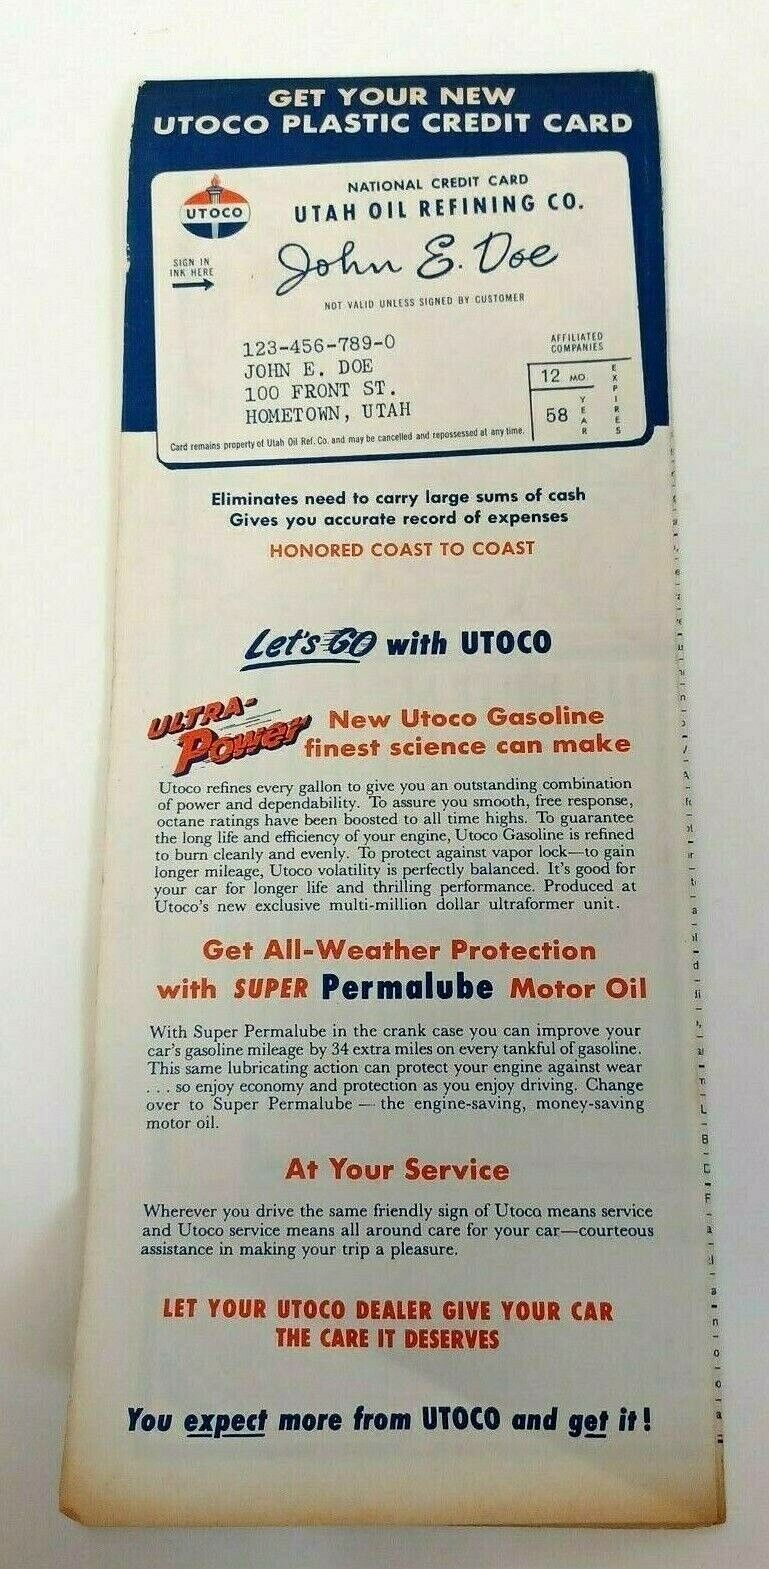 GET YOUR NEW
UTOCO PLASTIC CREDIT CARD
UTOCO
NATIONAL CREDIT CARD
UTAH OIL REFINING CO.
SIGN IN
INK HERE
John E. Doe
NOT VALID UNLESS SIGNED BY CUSTOMER
123-456-789-0
JOHN E. DOE
100 FRONT ST.
HOMETOWN, UTAH
AFFILIATED
COMPANIES
12 MO
58 YEAR
EXPIRES
Card remains property of Utah Oil Ref. Co. and may be cancelled and repossessed at any time.
Eliminates need to carry large sums of cash
Gives you accurate record of expenses
HONORED COAST TO COAST
Let's GO with UTOCO
ULTRA-
Power
New Utoco Gasoline
finest science can make
Utoco refines every gallon to give you an outstanding combination
of power and dependability. To assure you smooth, free response,
octane ratings have been boosted to all time highs. To guarantee
the long life and efficiency of your engine, Utoco Gasoline is refined
to burn cleanly and evenly. To protect against vapor lock—to gain
longer mileage, Utoco volatility is perfectly balanced. It's good for
your car for longer life and thrilling performance. Produced at
Utoco's new exclusive multi-million dollar ultraformer unit.
Get All-Weather Protection
with SUPER Permalube Motor Oil
With Super Permalube in the crank case you can improve your
car's gasoline mileage by 34 extra miles on every tankful of gasoline.
This same lubricating action can protect your engine against wear
. . . so enjoy economy and protection as you enjoy driving. Change
over to Super Permalube — the engine-saving, money-saving
motor oil.
At Your Service
Wherever you drive the same friendly sign of Utoco means service
and Utoco service means all around care for your car—courteous
assistance in making your trip a pleasure.
LET YOUR UTOCO DEALER GIVE YOUR CAR
THE CARE IT DESERVES
You expect more from UTOCO and get it!